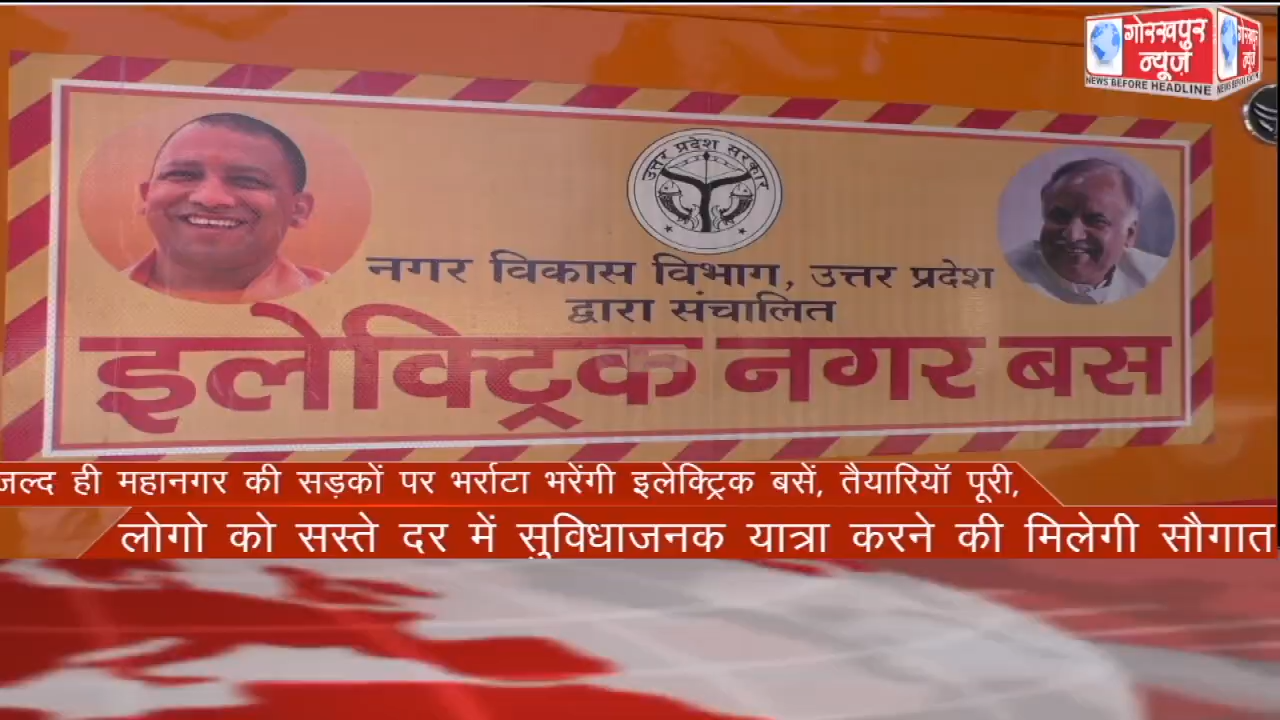 गोरखपुर
न्यूज़
NEWS BEFORE HEADLINE
उत्तर प्रदेश सरकार
नगर विकास विभाग, उत्तर प्रदेश
द्वारा संचालित
इलेक्ट्रिक नगर बस
जल्द ही महानगर की सड़कों पर भर्राटा भरेंगी इलेक्ट्रिक बसें, तैयारियॉ पूरी,
लोगो को सस्ते दर में सुविधाजनक यात्रा करने की मिलेगी सौगात